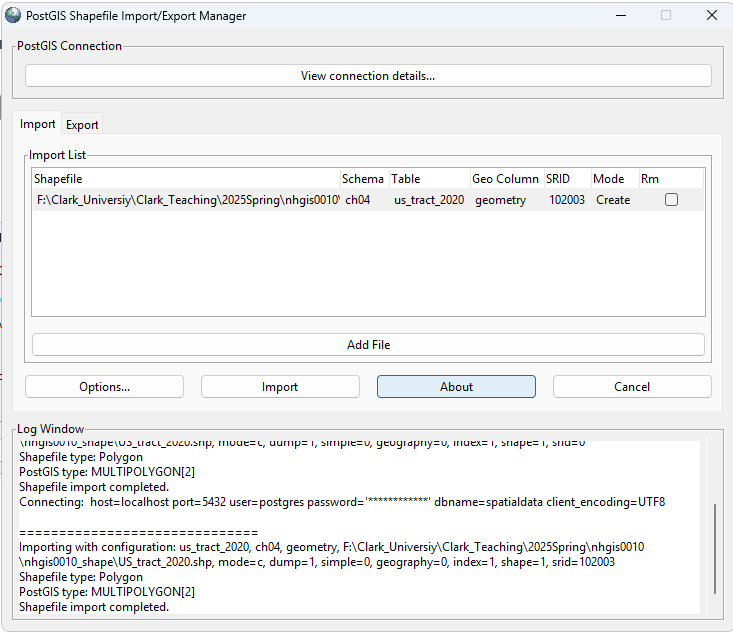 PostGIS Shapefile Import/Export Manager
PostGIS Connection
View connection details...
Import Export
Import List
Shapefile Schema Table Geo Column SRID Mode Rm
F:\Clark_Universiy\Clark_Teaching\2025Spring\nhgis0010\ ch04 us_tract_2020 geometry 102003 Create
Add File
Options... Import About Cancel
Log Window
\nhgis0010_shape\US_tract_2020.shp, mode=c, dump=1, simple=0, geography=0, index=1, shape=1, srid=0
Shapefile type: Polygon
PostGIS type: MULTIPOLYGON[2]
Shapefile import completed.
Connecting: host=localhost port=5432 user=postgres password='************' dbname=spatialdata client_encoding=UTF8
==============================
Importing with configuration: us_tract_2020, ch04, geometry, F:\Clark_Universiy\Clark_Teaching\2025Spring\nhgis0010
\nhgis0010_shape\US_tract_2020.shp, mode=c, dump=1, simple=0, geography=0, index=1, shape=1, srid=102003
Shapefile type: Polygon
PostGIS type: MULTIPOLYGON[2]
Shapefile import completed.